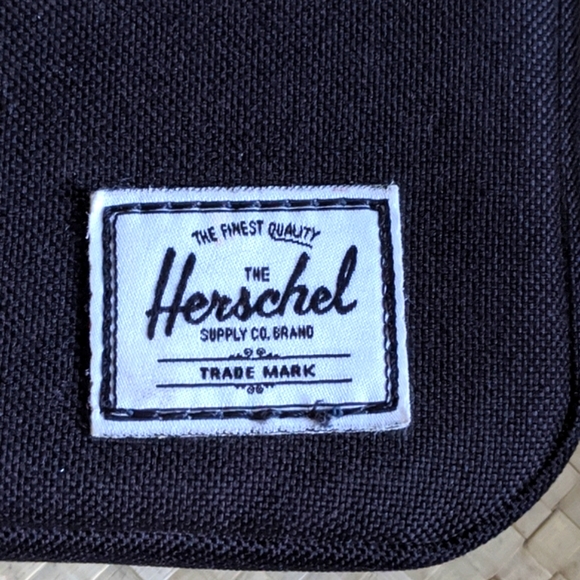 THE FINEST QUALITY
THE
Herschel
SUPPLY CO. BRAND
TRADE MARK